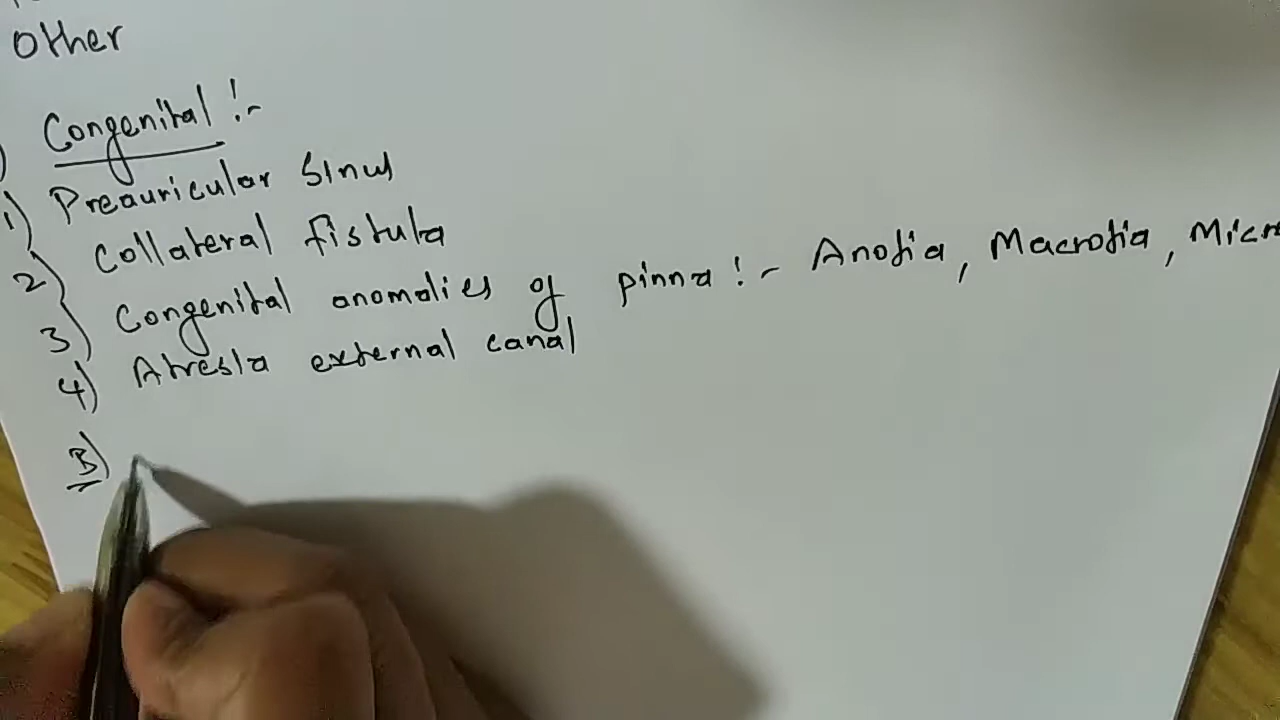 Other
Congenital :-
1) Preauricular Sinus
2) Collateral fistula
3) Congenital anomalies of pinna :- Anotia, Macrotia, Micr
4) Atresia external canal
B)